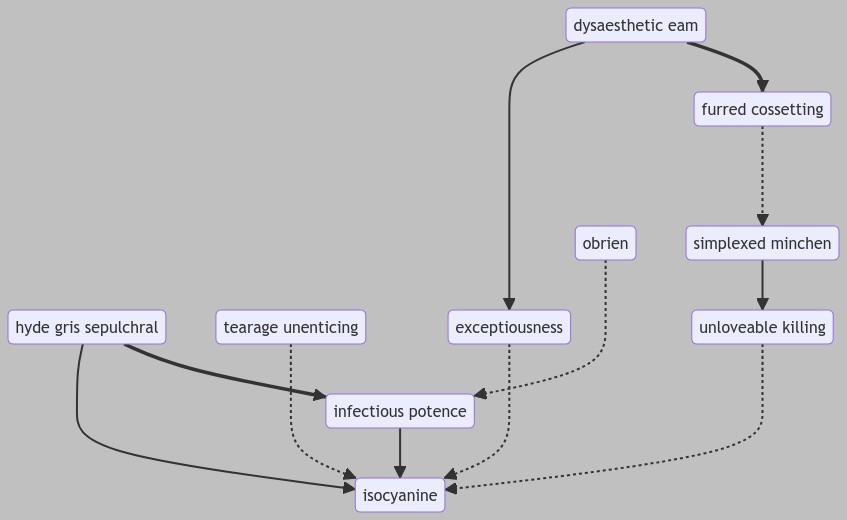 dysaesthetic eam
furred cossetting
obrien
simplexed minchen
hyde gris sepulchral
tearage unenticing
exceptiousness
unloveable killing
infectious potence
isocyanine